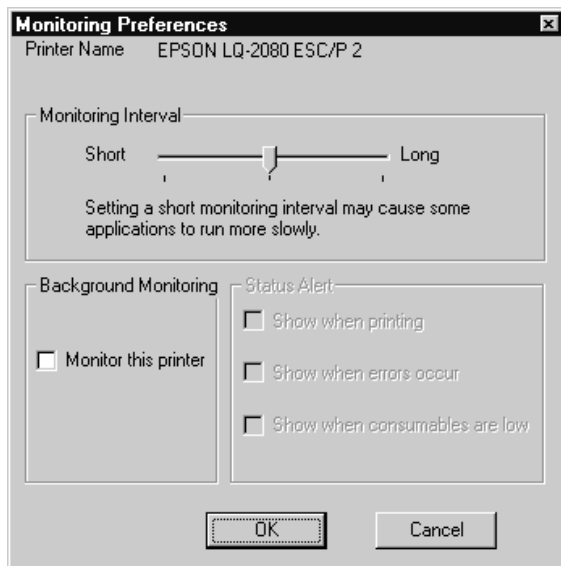 Monitoring Preferences
Printer Name EPSON LQ-2080 ESC/P 2
Monitoring Interval
Short Long
Setting a short monitoring interval may cause some
applications to run more slowly.
Background Monitoring
Monitor this printer
Status Alert
Show when printing
Show when errors occur
Show when consumables are low
OK Cancel